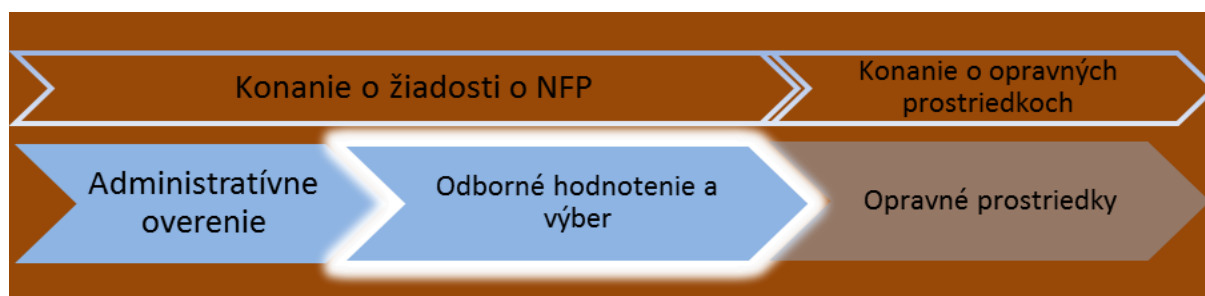 Konanie o žiadosti o NFP
Konanie o opravných
prostriedkoch
Administratívne
overenie
Odborné hodnotenie a
výber
Opravné prostriedky